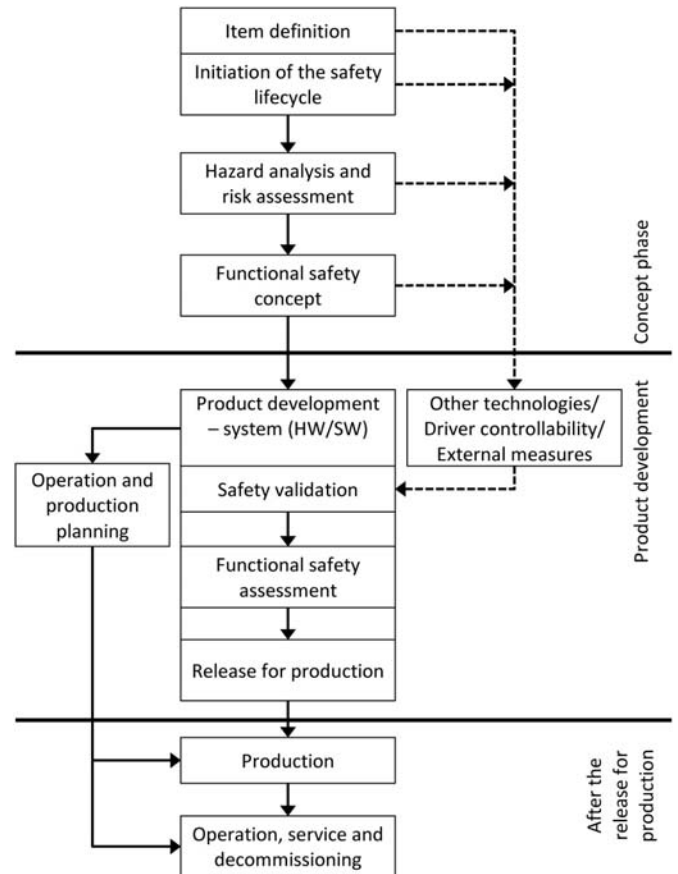 Item definition
Initiation of the safety
lifecycle
Hazard analysis and
risk assessment
Functional safety
concept
Concept phase
Product development
– system (HW/SW)
Other technologies/
Driver controllability/
External measures
Operation and
production
planning
Safety validation
Functional safety
assessment
Release for production
Product development
Production
Operation, service and
decommissioning
After the
release for
production